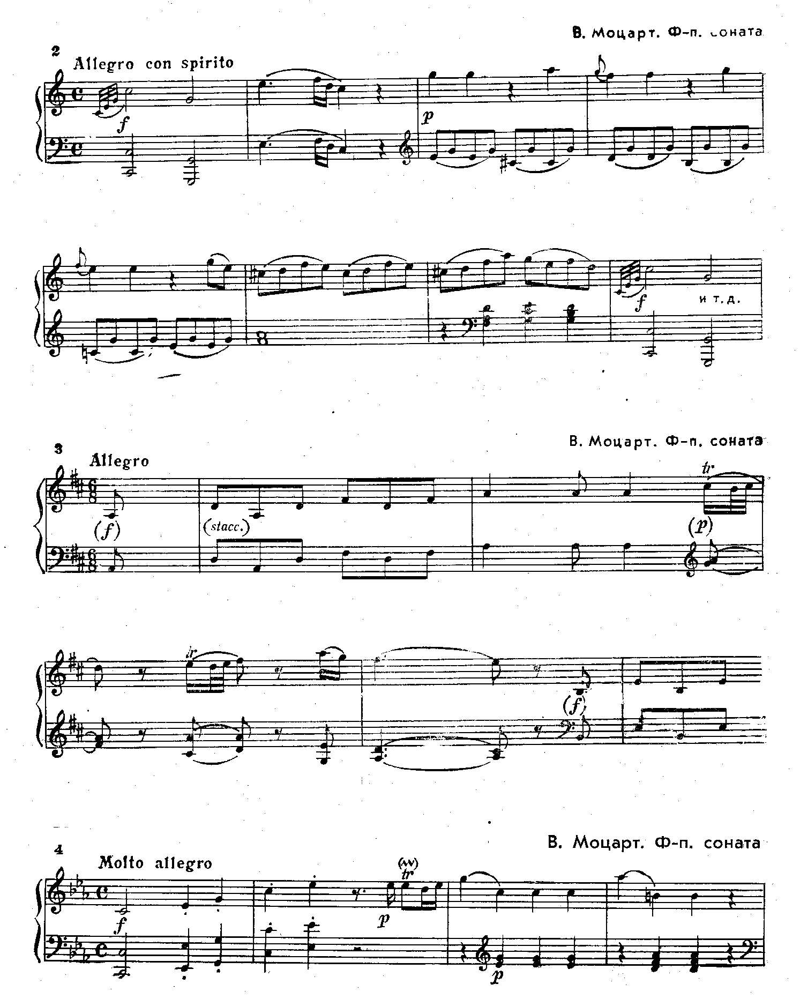 В. Моцарт. Ф-п. соната
2
Allegro con spirito
f
p
f
и т. д.
В. Моцарт. Ф-п. соната
3
Allegro
tr
(f)
(stacc.)
(p)
tr
(f)
В. Моцарт. Ф-п. соната
4
Molto allegro
tr
f
p
p